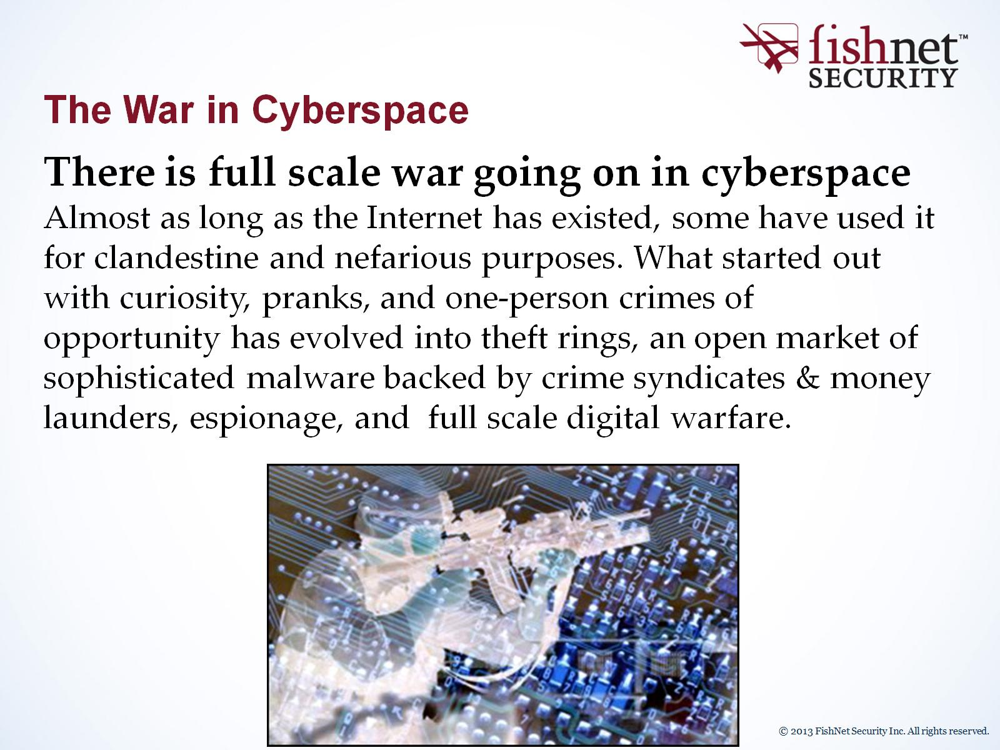 fishnet™
SECURITY
The War in Cyberspace
There is full scale war going on in cyberspace
Almost as long as the Internet has existed, some have used it
for clandestine and nefarious purposes. What started out
with curiosity, pranks, and one-person crimes of
opportunity has evolved into theft rings, an open market of
sophisticated malware backed by crime syndicates & money
launders, espionage, and  full scale digital warfare.
© 2013 FishNet Security Inc. All rights reserved.